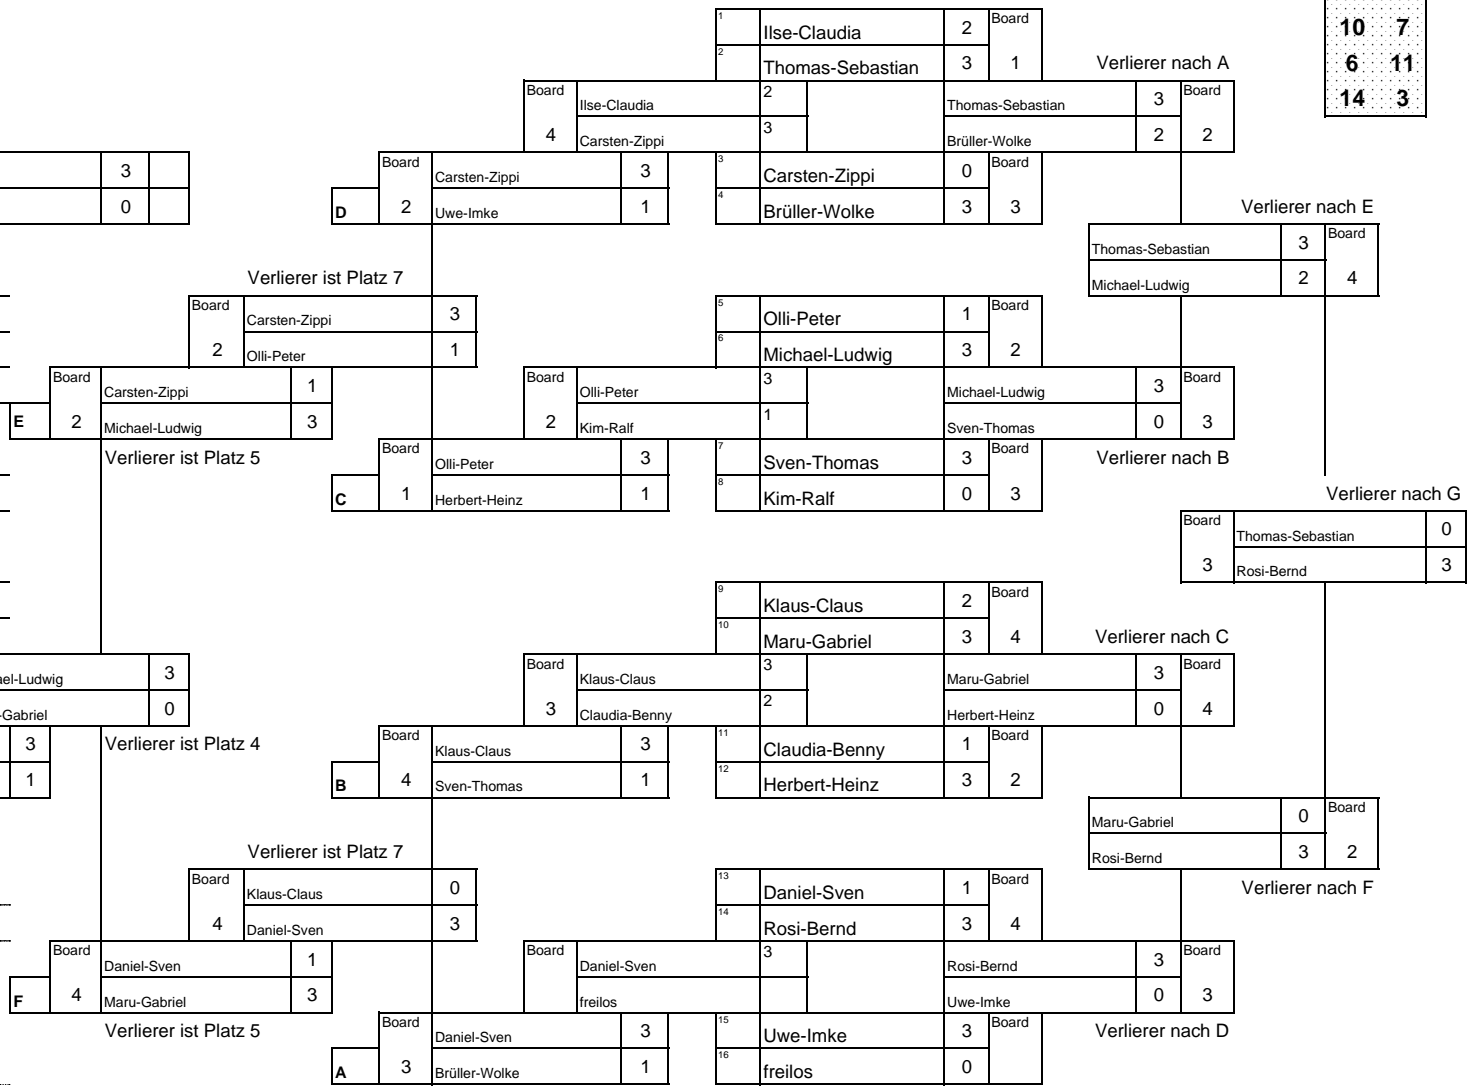 1 Ilse-Claudia 2 Board
10 7
2 Thomas-Sebastian 3 1 Verlierer nach A
6 11
Board Ilse-Claudia 2 Thomas-Sebastian 3 Board
14 3
4 Carsten-Zippi 3 Brüller-Wolke 2 2
3 Board Carsten-Zippi 3 3 Carsten-Zippi 0 Board
0 D 2 Uwe-Imke 1 4 Brüller-Wolke 3 3 Verlierer nach E
Thomas-Sebastian 3 Board
Verlierer ist Platz 7 Michael-Ludwig 2 4
Board Carsten-Zippi 3 5 Olli-Peter 1 Board
2 Olli-Peter 1 6 Michael-Ludwig 3 2
Board Carsten-Zippi 1 Board Olli-Peter 3 Michael-Ludwig 3 Board
E 2 Michael-Ludwig 3 2 Kim-Ralf 1 Sven-Thomas 0 3
Verlierer ist Platz 5 Board Olli-Peter 3 7 Sven-Thomas 3 Board Verlierer nach B
C 1 Herbert-Heinz 1 8 Kim-Ralf 0 3 Verlierer nach G
Board Thomas-Sebastian 0
3 Rosi-Bernd 3
9 Klaus-Claus 2 Board
10 Maru-Gabriel 3 4 Verlierer nach C
ael-Ludwig 3 Board Klaus-Claus 3 Maru-Gabriel 3 Board
-Gabriel 0 3 Claudia-Benny 2 Herbert-Heinz 0 4
3 Verlierer ist Platz 4 Board Klaus-Claus 3 11 Claudia-Benny 1 Board
1 B 4 Sven-Thomas 1 12 Herbert-Heinz 3 2
Maru-Gabriel 0 Board
Verlierer ist Platz 7 Rosi-Bernd 3 2
Board Klaus-Claus 0 13 Daniel-Sven 1 Board Verlierer nach F
4 Daniel-Sven 3 14 Rosi-Bernd 3 4
Board Daniel-Sven 1 Board Daniel-Sven 3 Rosi-Bernd 3 Board
F 4 Maru-Gabriel 3 freilos Uwe-Imke 0 3
Verlierer ist Platz 5 Board Daniel-Sven 3 15 Uwe-Imke 3 Board Verlierer nach D
A 3 Brüller-Wolke 1 16 freilos 0